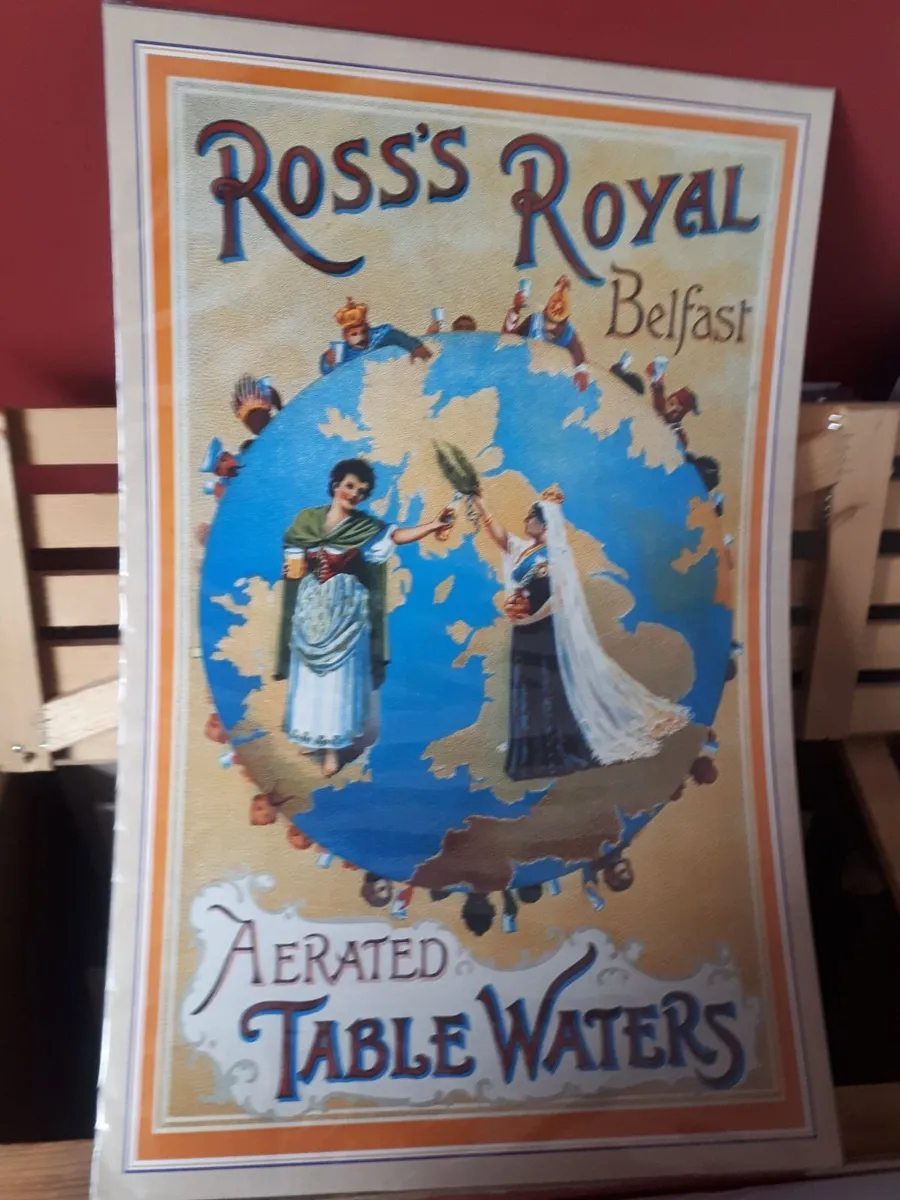 ROSS'S ROYAL
Belfast
AERATED
TABLE WATERS